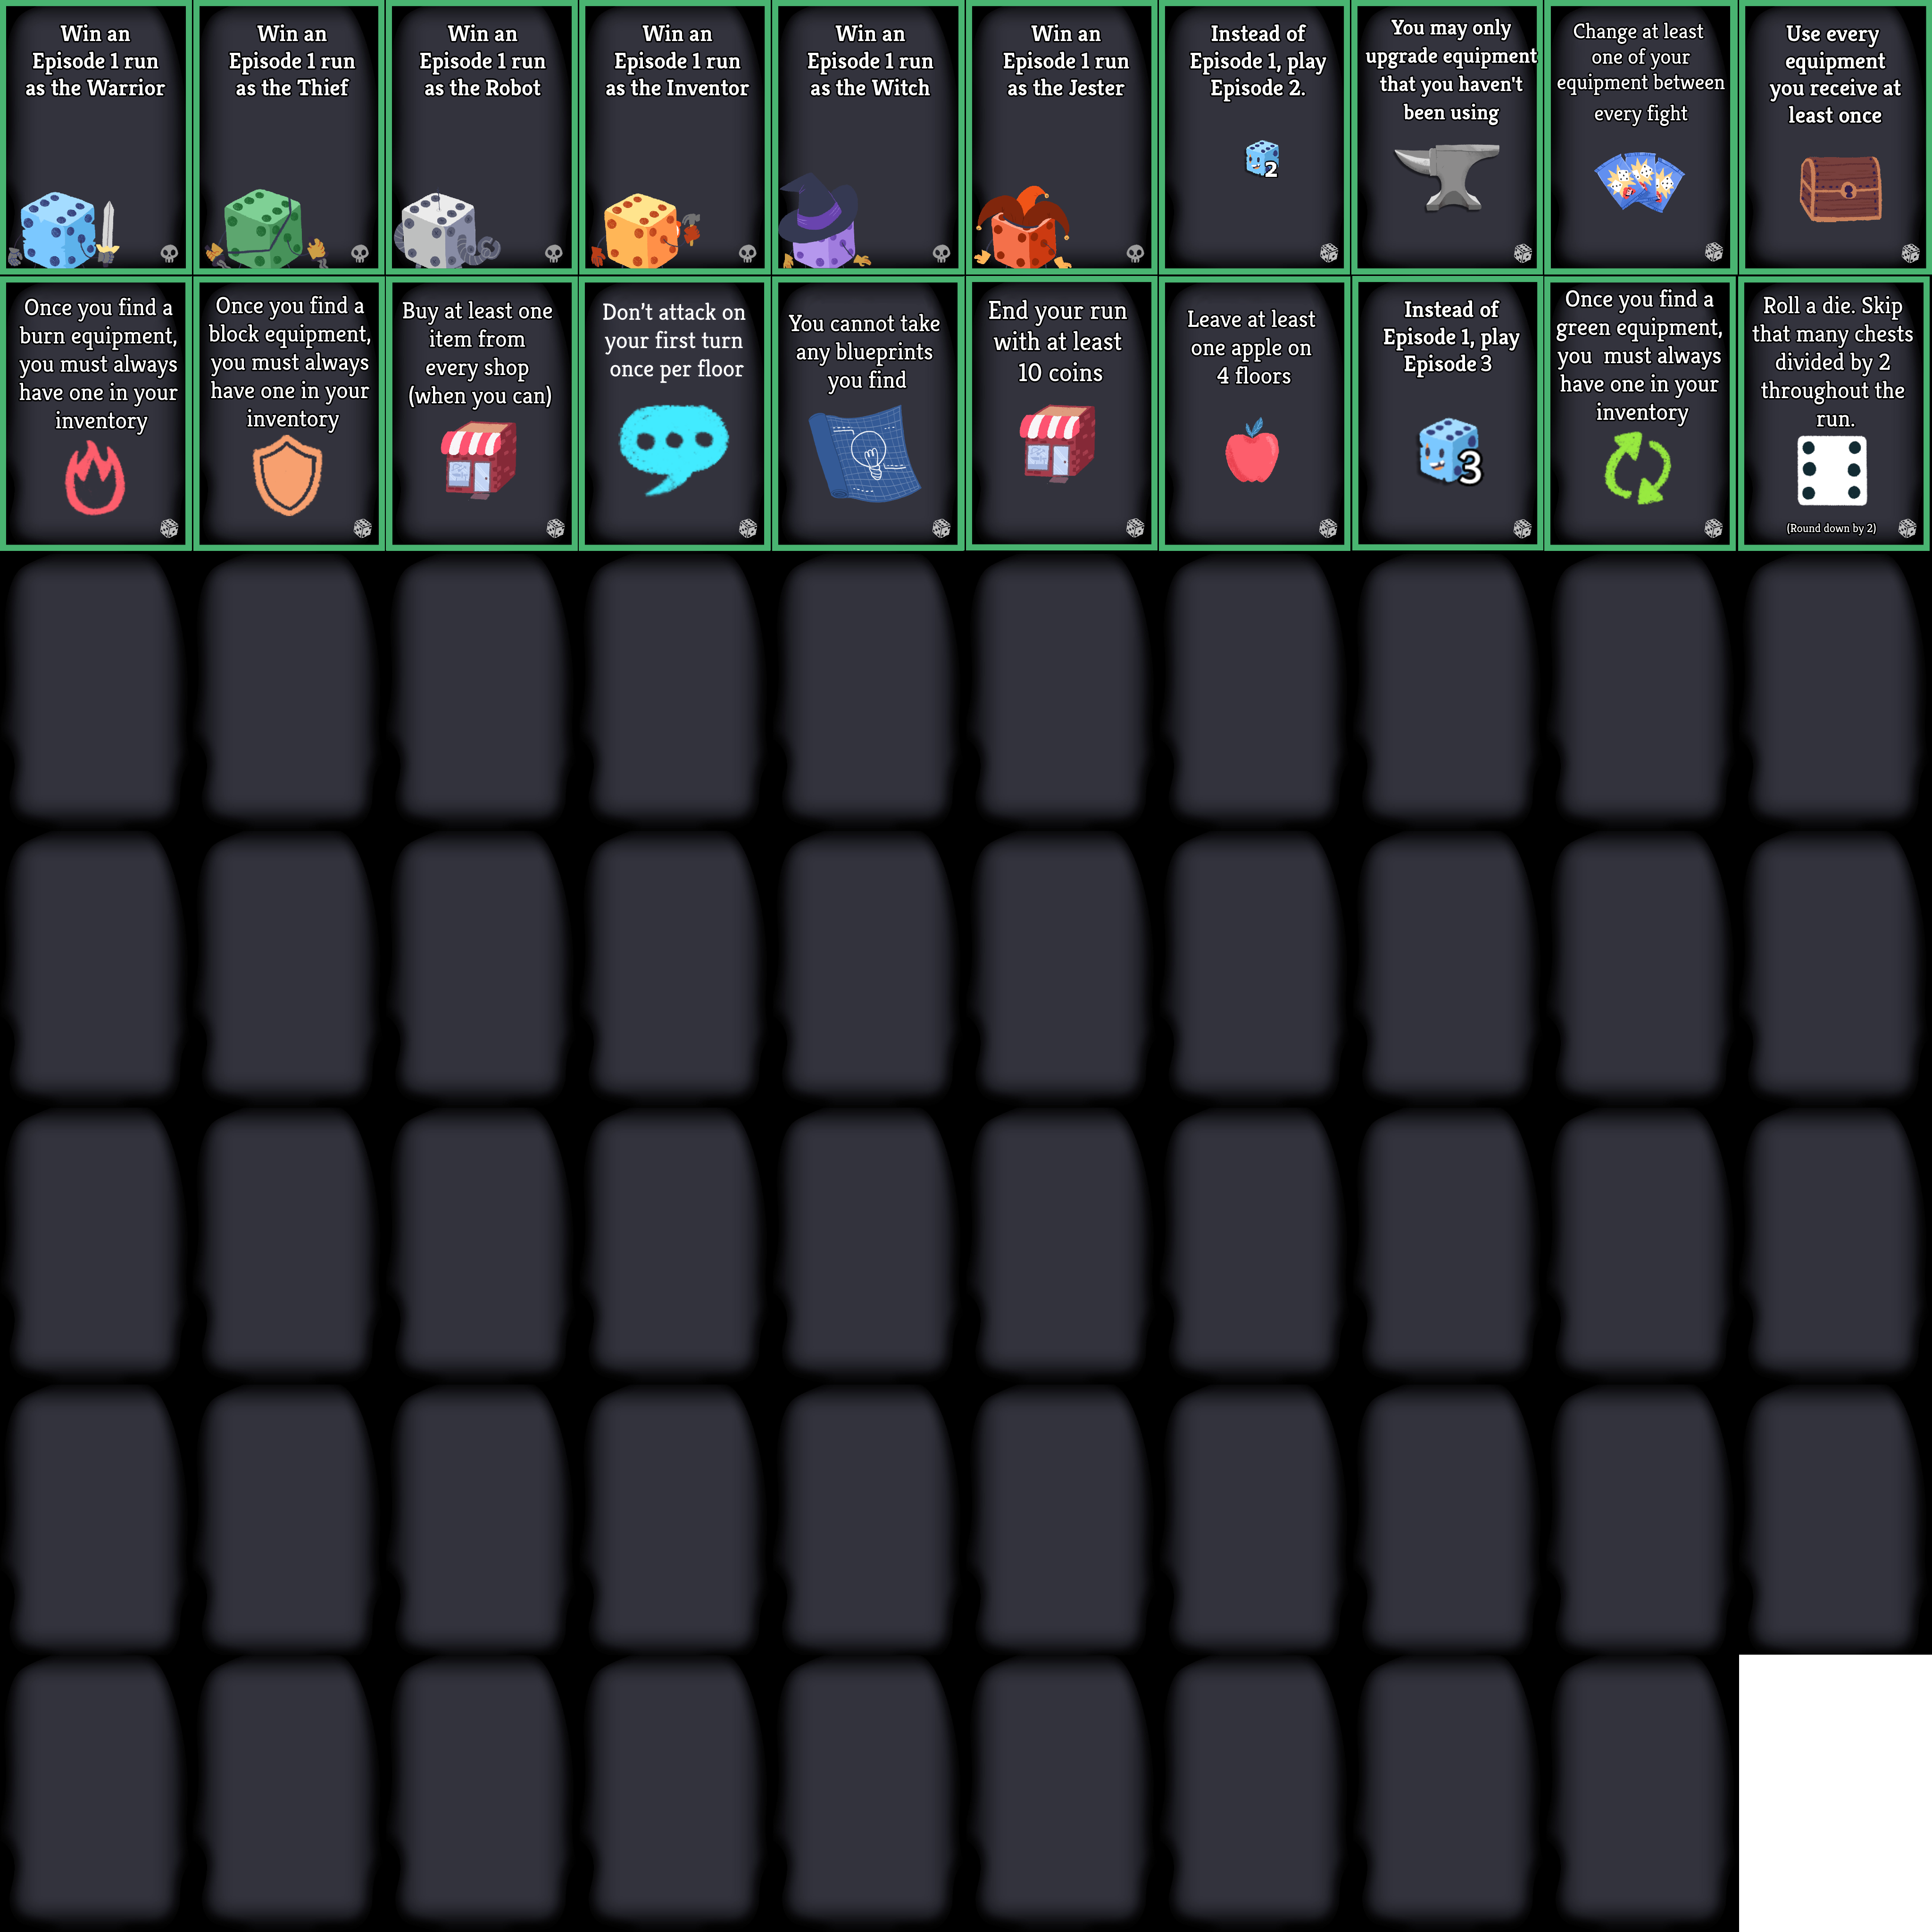 Win an
Episode 1 run
as the Warrior
Win an
Episode 1 run
as the Thief
Win an
Episode 1 run
as the Robot
Win an
Episode 1 run
as the Inventor
Win an
Episode 1 run
as the Witch
Win an
Episode 1 run
as the Jester
Instead of
Episode 1, play
Episode 2.
2
You may only
upgrade equipment
that you haven't
been using
Change at least
one of your
equipment between
every fight
Use every
equipment
you receive at
least once
Once you find a
burn equipment,
you must always
have one in your
inventory
Once you find a
block equipment,
you must always
have one in your
inventory
Buy at least one
item from
every shop
(when you can)
Don't attack on
your first turn
once per floor
You cannot take
any blueprints
you find
End your run
with at least
10 coins
Leave at least
one apple on
4 floors
Instead of
Episode 1, play
Episode 3
3
Once you find a
green equipment,
you must always
have one in your
inventory
Roll a die. Skip
that many chests
divided by 2
throughout the
run.
(Round down by 2)